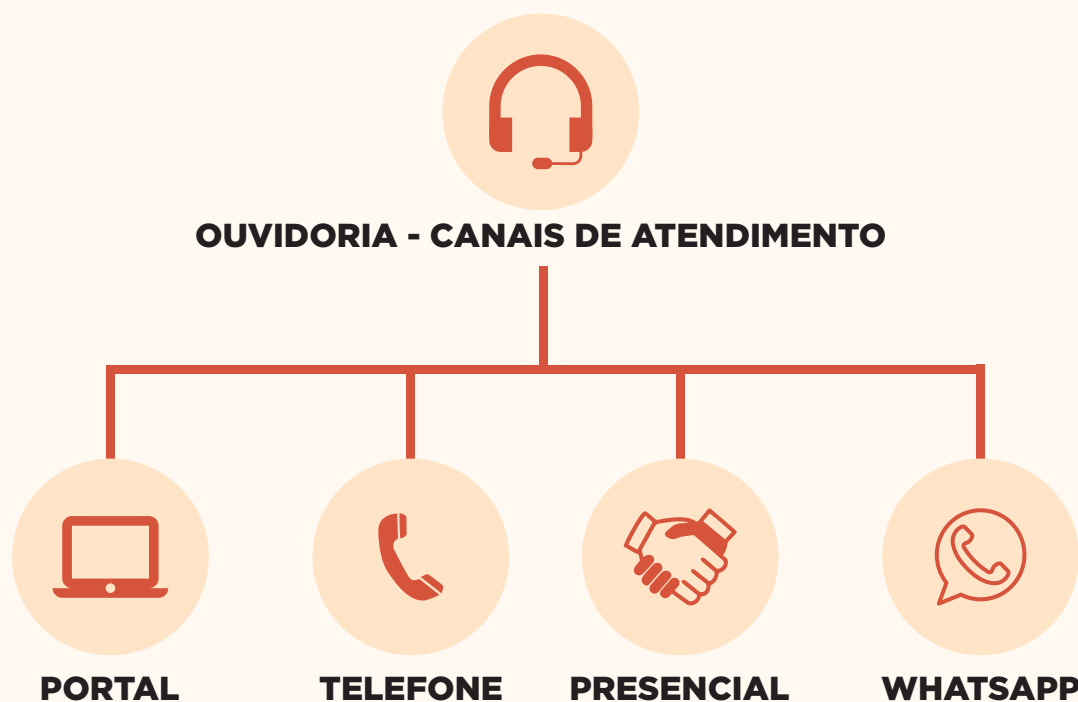 OUVIDORIA - CANAIS DE ATENDIMENTO
PORTAL
TELEFONE
PRESENCIAL
WHATSAPP